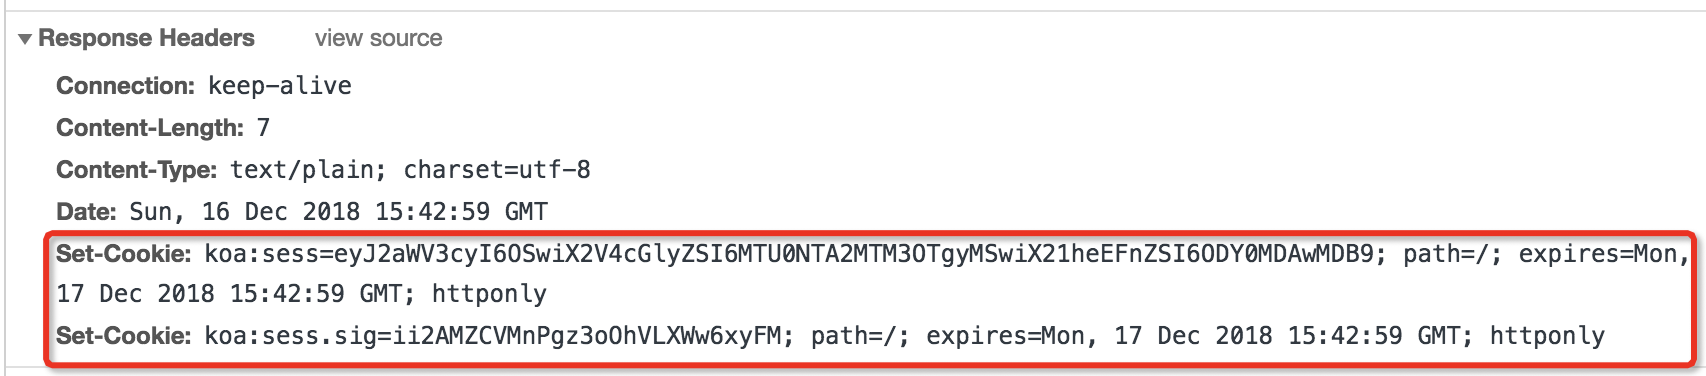 Response Headers view source
Connection: keep-alive
Content-Length: 7
Content-Type: text/plain; charset=utf-8
Date: Sun, 16 Dec 2018 15:42:59 GMT
Set-Cookie: koa:sess=eyJ2aWV3cyI6OSwiX2V4cGlyZSI6MTU0NTA2MTM3OTgyMSwiX21heEFnZSI6ODY0MDAwMDB9; path=/; expires=Mon,
17 Dec 2018 15:42:59 GMT; httponly
Set-Cookie: koa:sess.sig=ii2AMZCVMnPgz3oOhVLXWw6xyFM; path=/; expires=Mon, 17 Dec 2018 15:42:59 GMT; httponly